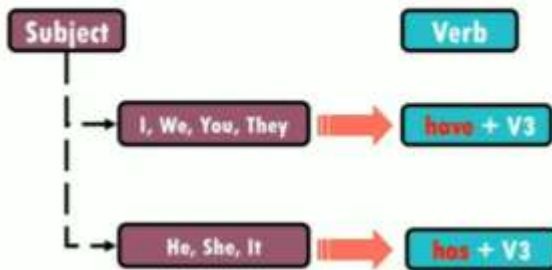 Subject Verb
I, We, You, They have + V3
He, She, It has + V3